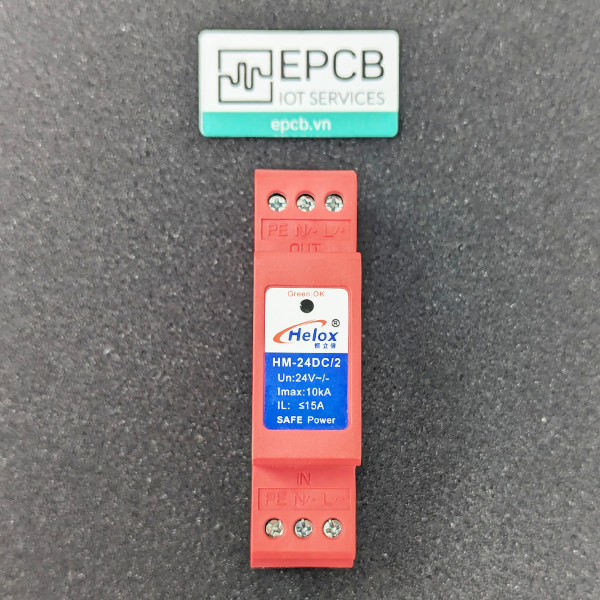 EPCB
IOT SERVICES
epcb.vn
PE N/- L/+
OUT
Green:OK
Helox ®
HM-24DC/2
Un:24V~/-
Imax:10kA
IL: ≤15A
SAFE Power
IN
PE N/- L/+